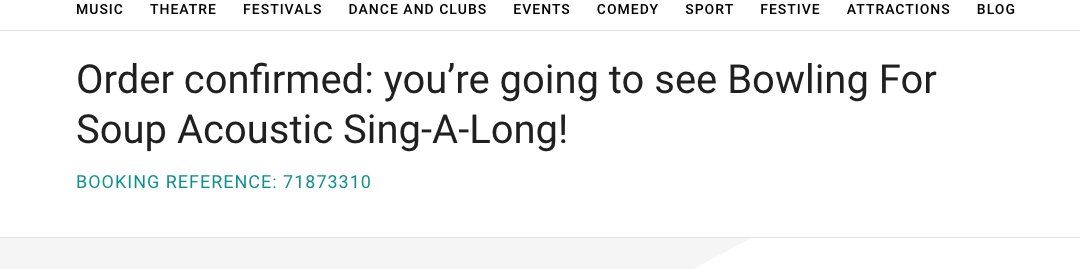 MUSIC THEATRE FESTIVALS DANCE AND CLUBS EVENTS COMEDY SPORT FESTIVE ATTRACTIONS BLOG
Order confirmed: you’re going to see Bowling For
Soup Acoustic Sing-A-Long!
BOOKING REFERENCE: 71873310